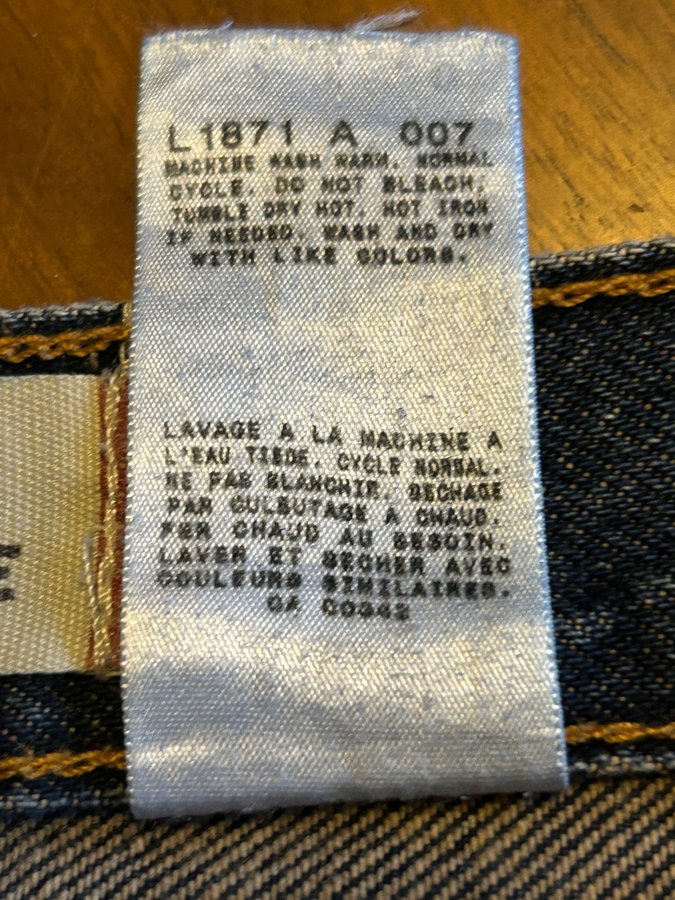 L1871 A 007
MACHINE WASH WARM, NORMAL
CYCLE. DO NOT BLEACH.
TUMBLE DRY HOT. HOT IRON
IF NEEDED. WASH AND DRY
WITH LIKE COLORS.
LAVAGE A LA MACHINE A
L'EAU TIEDE. CYCLE NORMAL.
NE PAS BLANCHIR. SECHAGE
PAR CULBUTAGE A CHAUD.
FER CHAUD AU BESOIN.
LAVER ET SECHER AVEC
COULEURS SIMILAIRES.
CA 00342